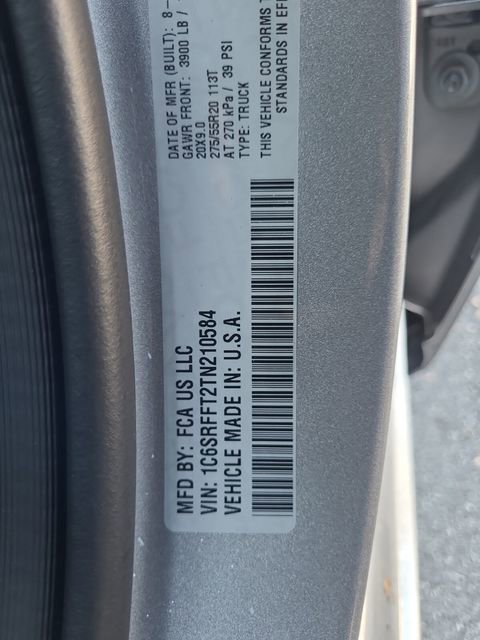 MFD BY: FCA US LLC
VIN: 1C6SRFFT2TN210584
VEHICLE MADE IN: U.S.A.
DATE OF MFR (BUILT): 8-
GAWR FRONT: 3900 LB /
20X9.0
275/55R20 113T
AT 270 kPa / 39 PSI
TYPE: TRUCK
THIS VEHICLE CONFORMS T
STANDARDS IN EF